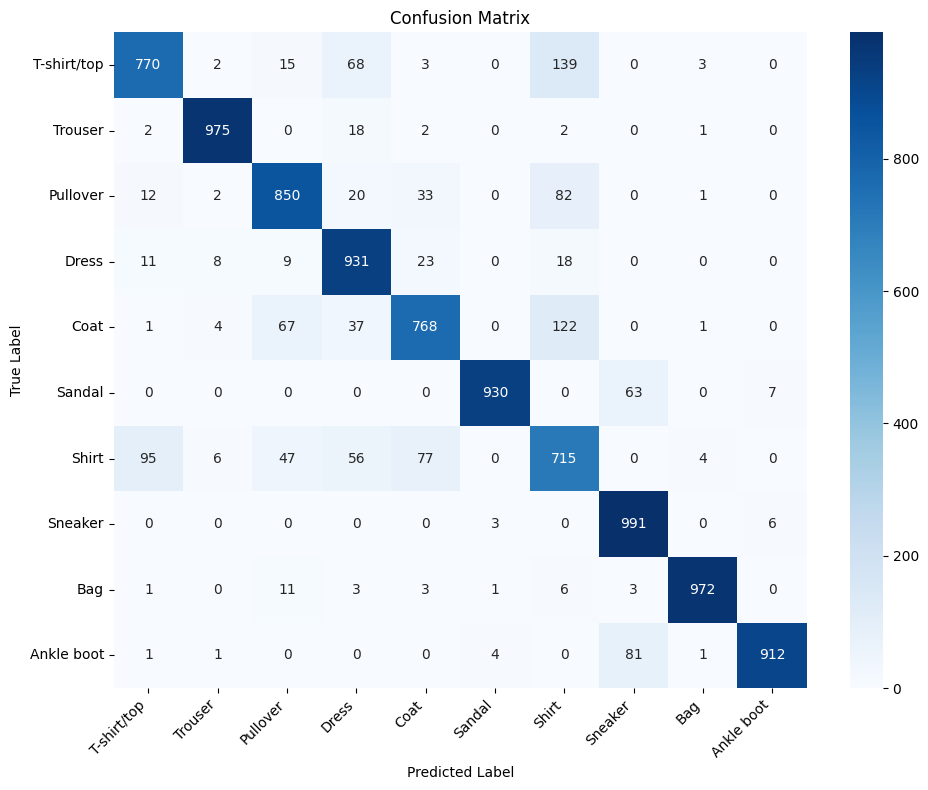 Confusion Matrix
T-shirt/top 770 2 15 68 3 0 139 0 3 0
Trouser 2 975 0 18 2 0 2 0 1 0
Pullover 12 2 850 20 33 0 82 0 1 0
Dress 11 8 9 931 23 0 18 0 0 0
Coat 1 4 67 37 768 0 122 0 1 0
Sandal 0 0 0 0 0 930 0 63 0 7
Shirt 95 6 47 56 77 0 715 0 4 0
Sneaker 0 0 0 0 0 3 0 991 0 6
Bag 1 0 11 3 3 1 6 3 972 0
Ankle boot 1 1 0 0 0 4 0 81 1 912
T-shirt/top Trouser Pullover Dress Coat Sandal Shirt Sneaker Bag Ankle boot
Predicted Label
True Label
800
600
400
200
0